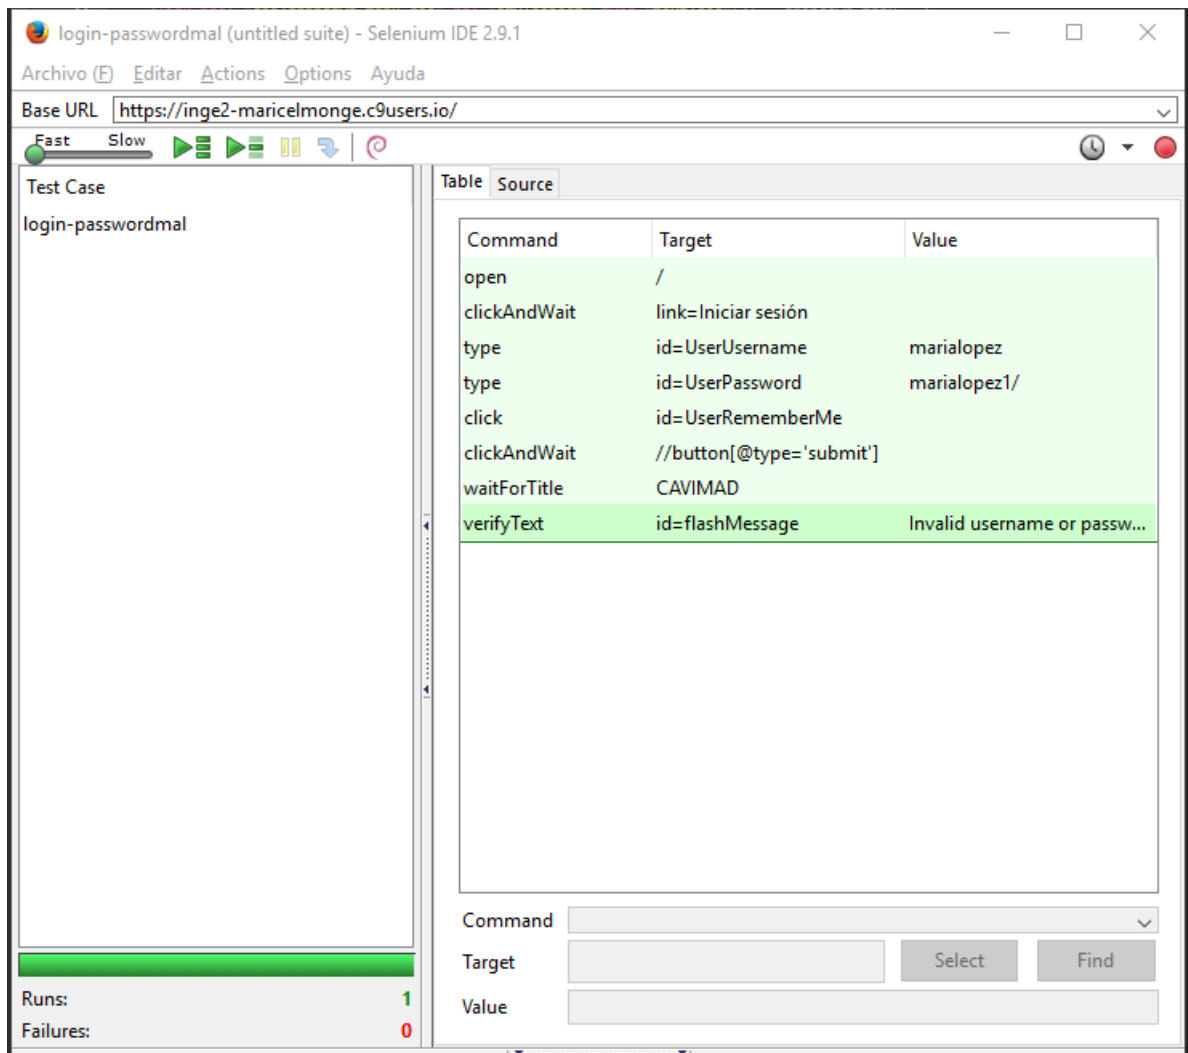 login-passwordmal (untitled suite) - Selenium IDE 2.9.1
Archivo (F) Editar Actions Options Ayuda
Base URL https://inge2-maricelmonge.c9users.io/
Fast Slow
Test Case
login-passwordmal
Table Source
Command Target Value
open /
clickAndWait link=Iniciar sesión
type id=UserUsername marialopez
type id=UserPassword marialopez1/
click id=UserRememberMe
clickAndWait //button[@type='submit']
waitForTitle CAVIMAD
verifyText id=flashMessage Invalid username or passw...
Command
Target Select Find
Value
Runs: 1
Failures: 0